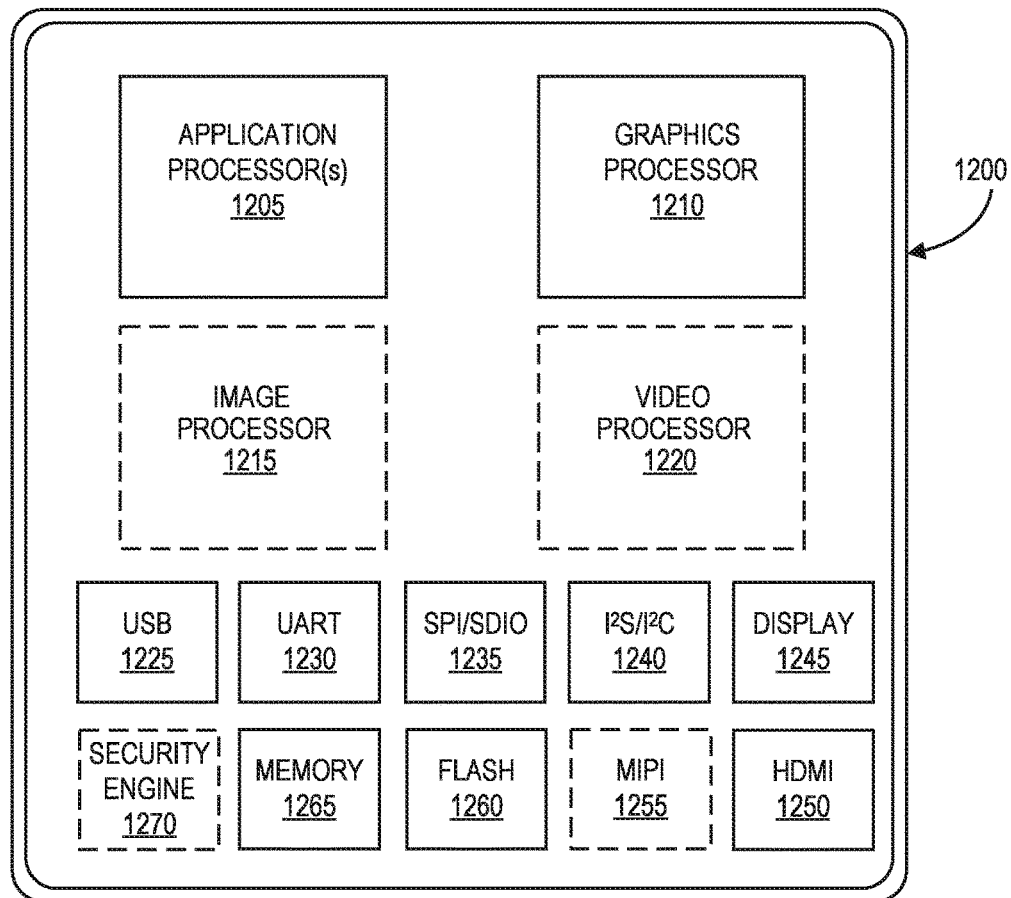 APPLICATION
PROCESSOR(s)
1205
GRAPHICS
PROCESSOR
1210
1200
IMAGE
PROCESSOR
1215
VIDEO
PROCESSOR
1220
USB
1225
UART
1230
SPI/SDIO
1235
I²S/I²C
1240
DISPLAY
1245
SECURITY
ENGINE
1270
MEMORY
1265
FLASH
1260
MIPI
1255
HDMI
1250